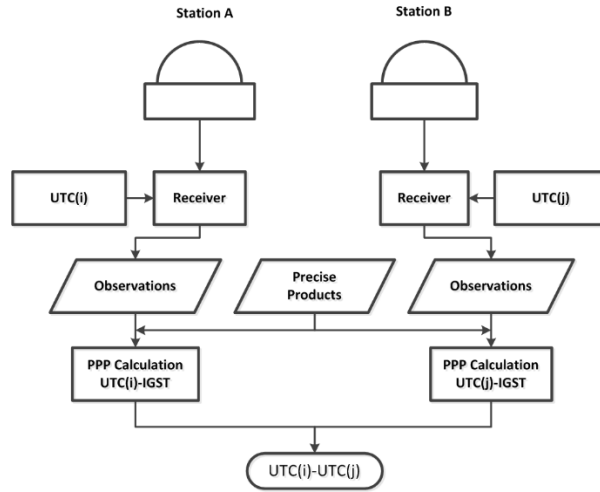 Station A
Station B
UTC(i)
Receiver
Receiver
UTC(j)
Observations
Precise
Products
Observations
PPP Calculation
UTC(i)-IGST
PPP Calculation
UTC(j)-IGST
UTC(i)-UTC(j)